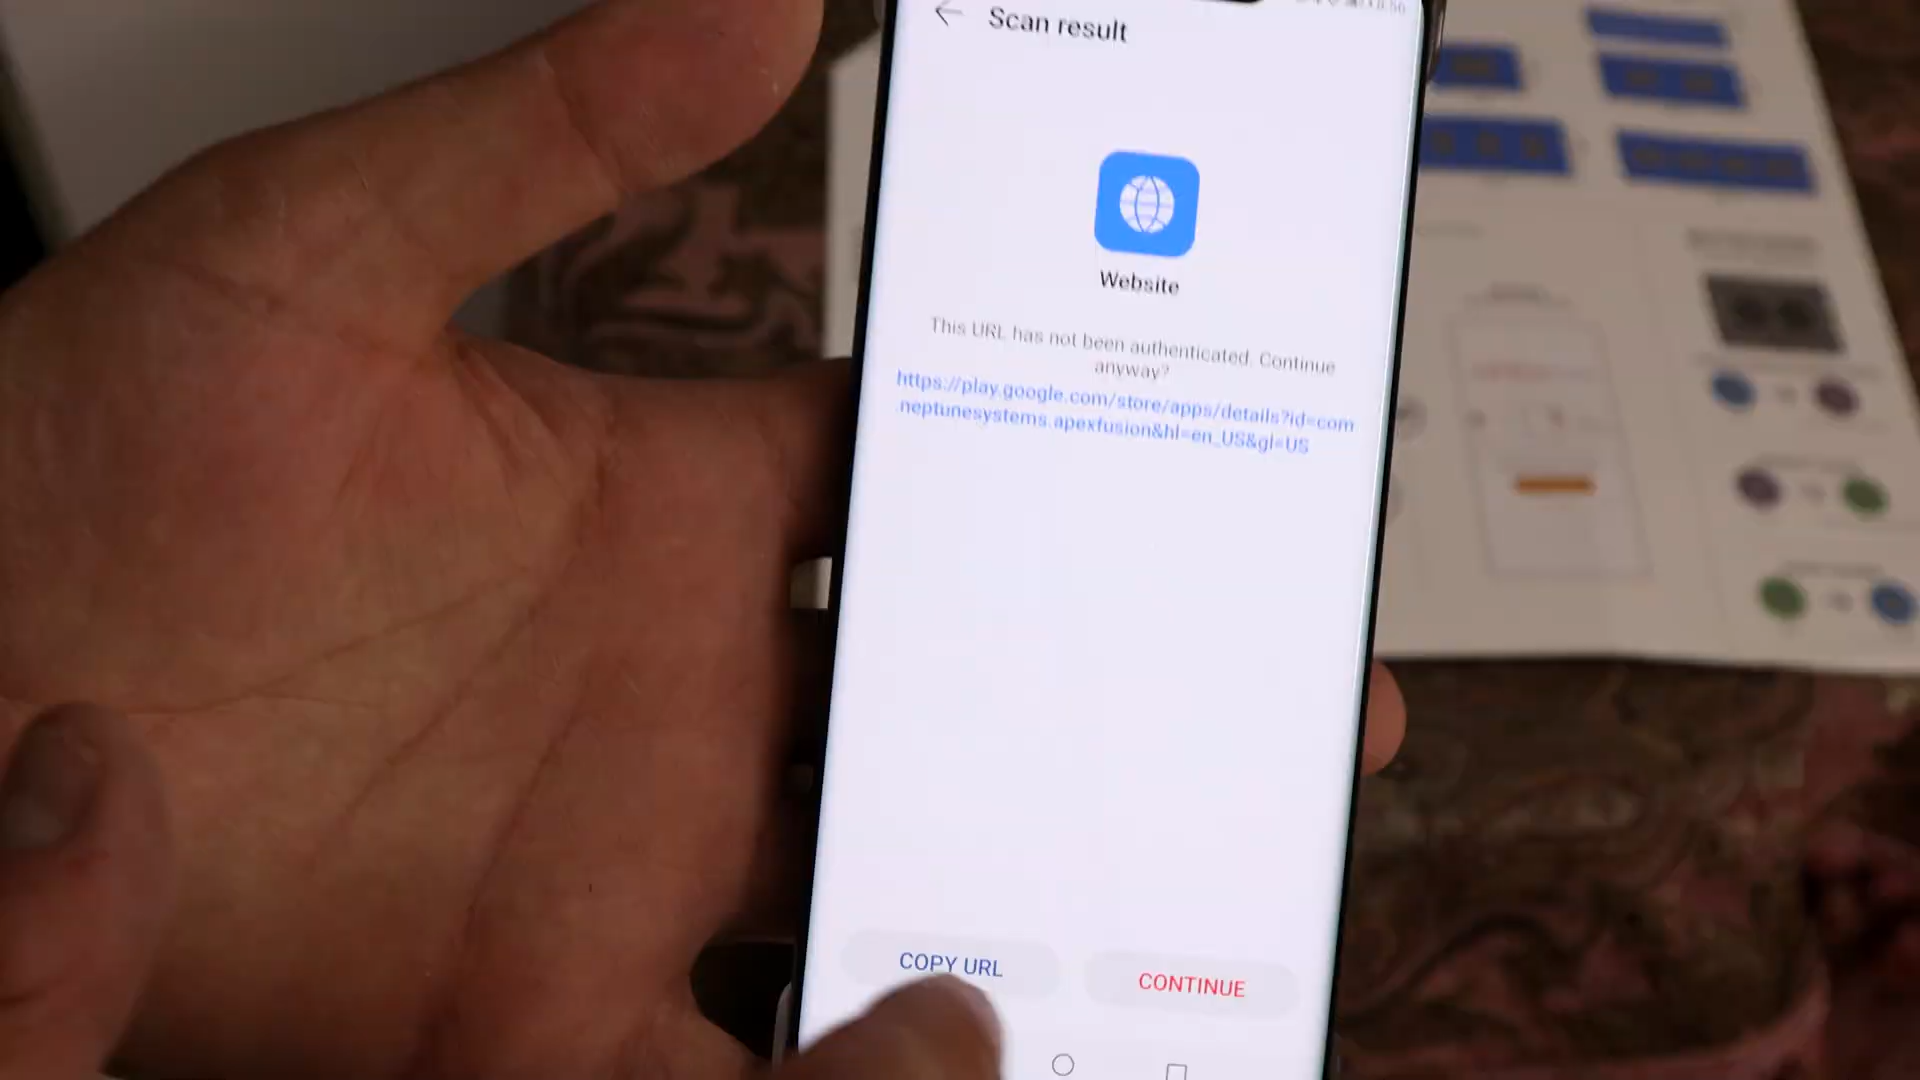 Scan result
Website
This URL has not been authenticated. Continue
anyway?
https://play.google.com/store/apps/details?id=com
.neptunesystems.apexfusion&hl=en_US&gl=US
COPY URL
CONTINUE